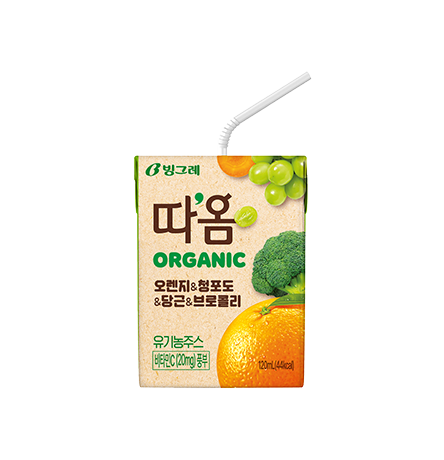 빙그레
따옴
ORGANIC
오렌지&청포도
&당근&브로콜리
유기농주스
비타민C(20mg) 풍부
120mL(44kcal)